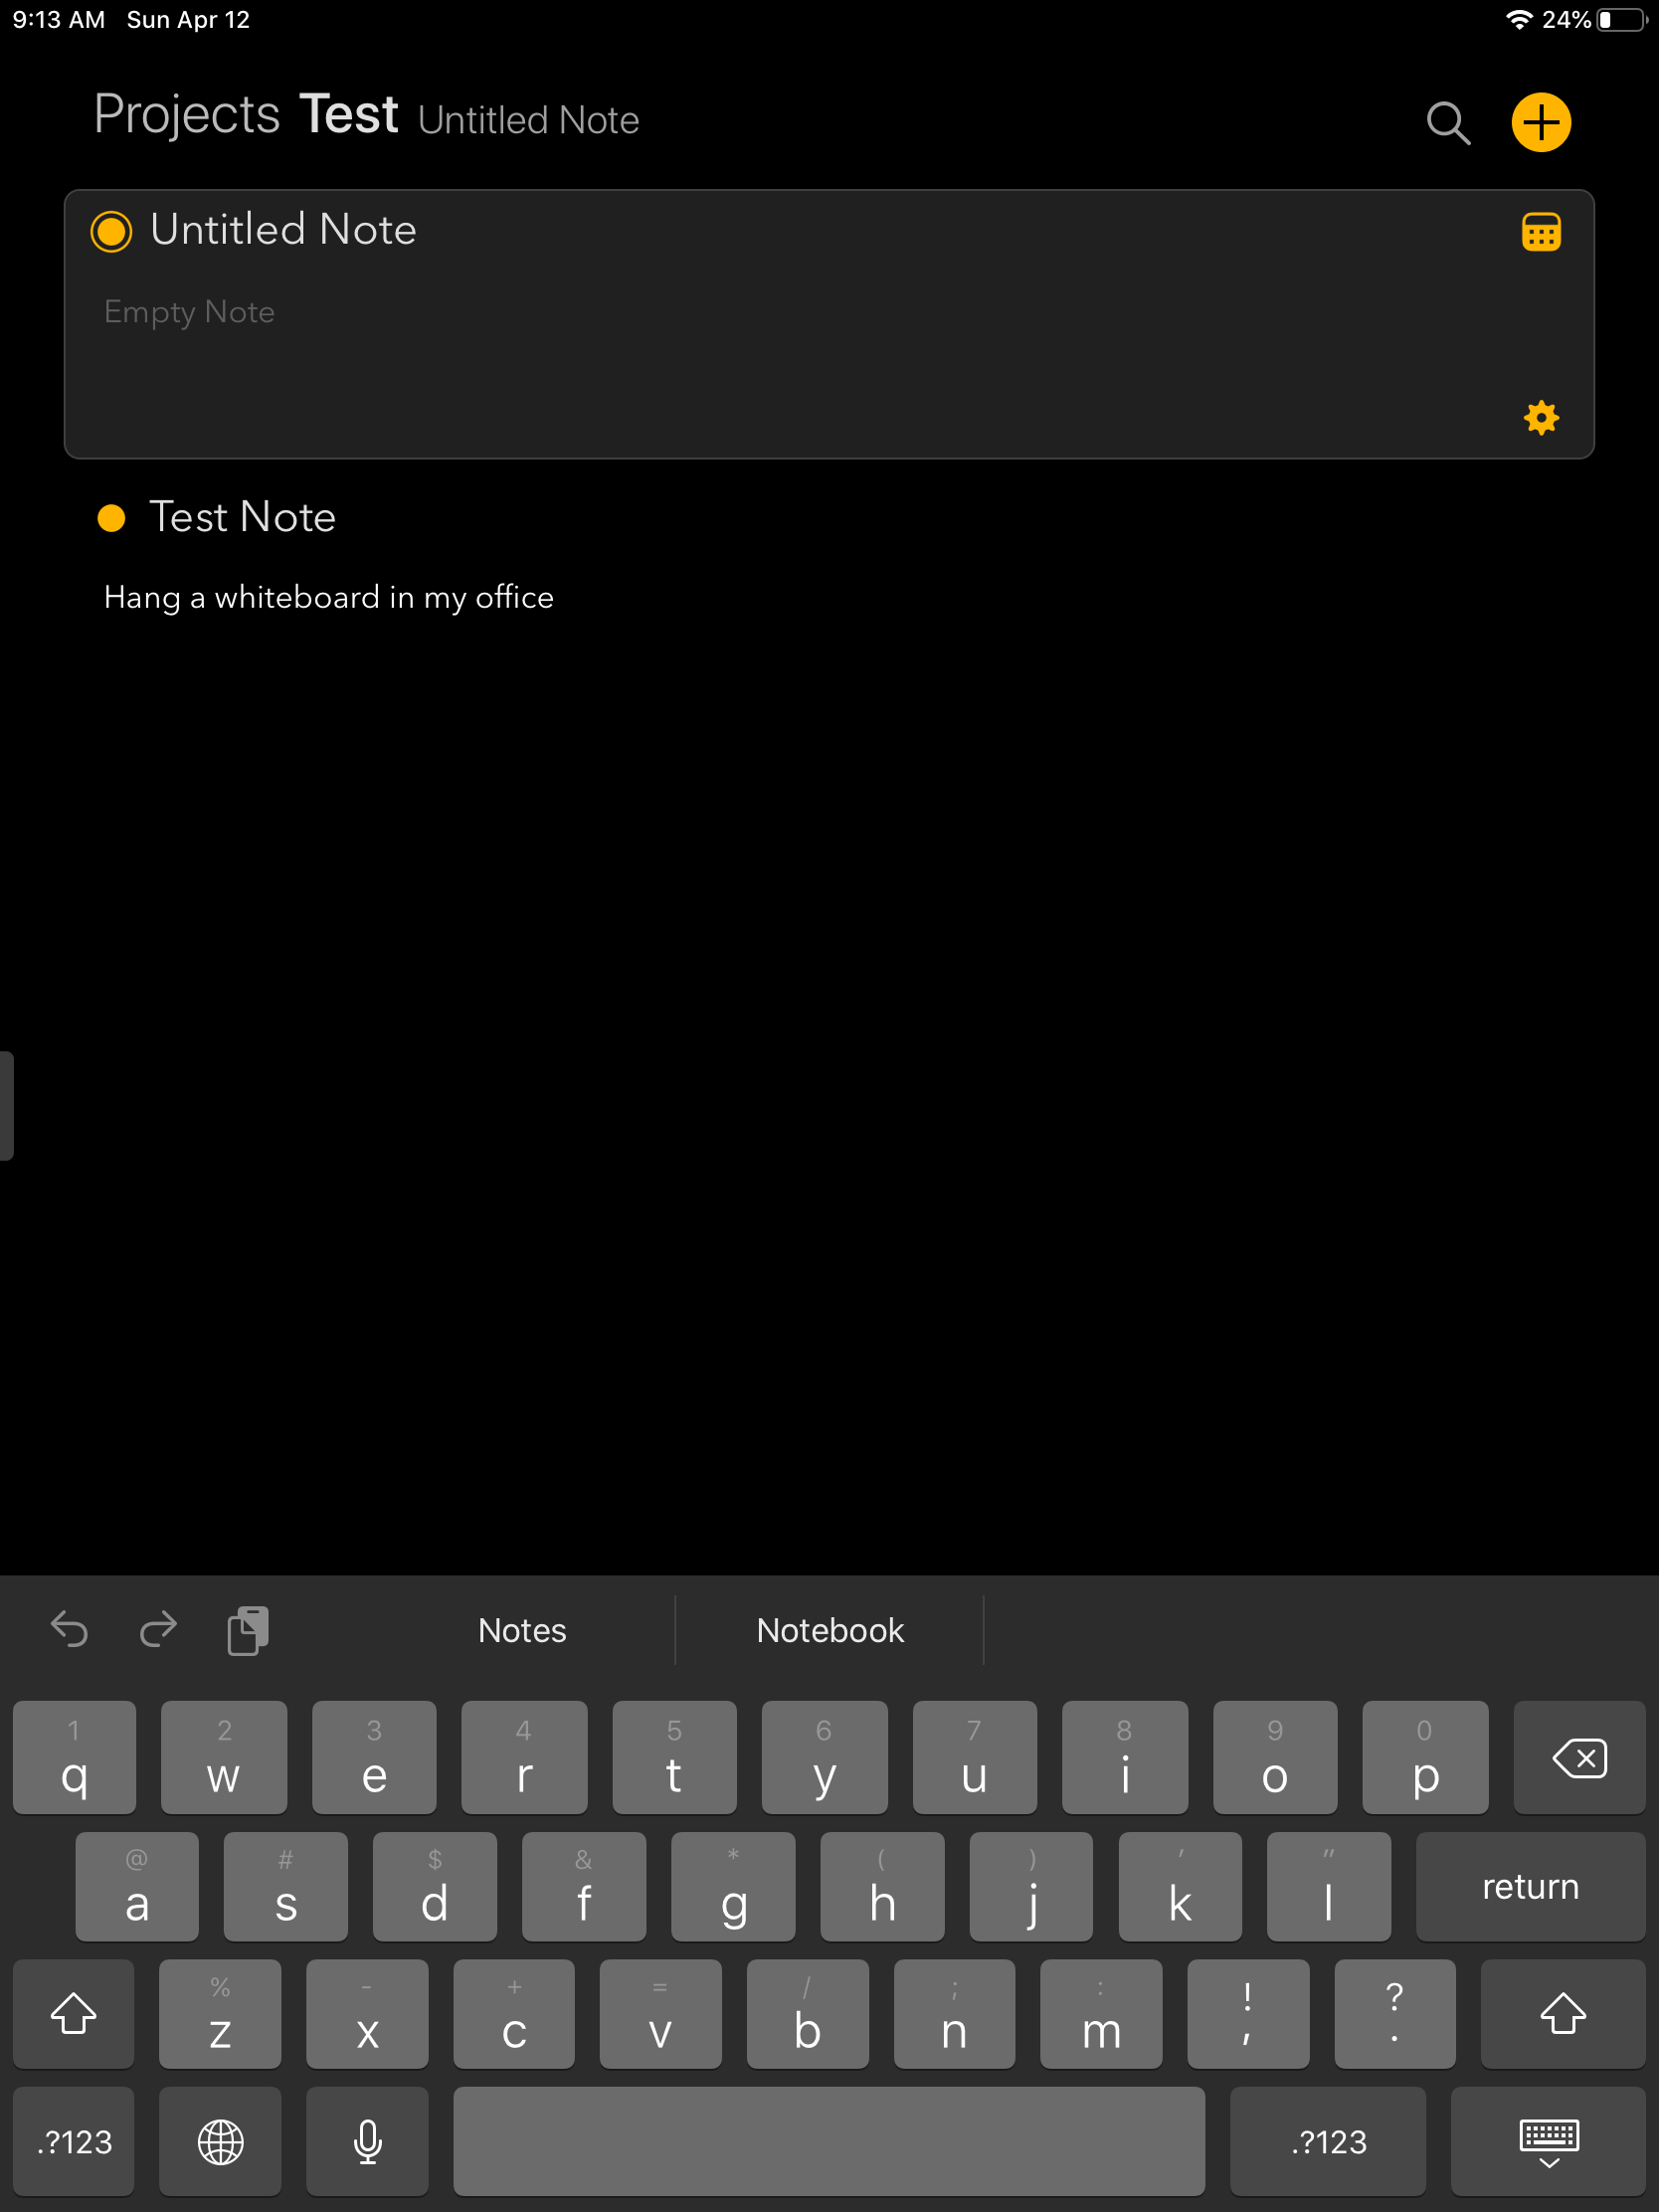 9:13 AM Sun Apr 12 24%
Projects Test Untitled Note
Untitled Note
Empty Note
Test Note
Hang a whiteboard in my office
Notes Notebook
1 2 3 4 5 6 7 8 9 0
q w e r t y u i o p
@ # $ & * ( ) ' "
a s d f g h j k l return
% - + = / ; : ! ?
z x c v b n m , .
.?123 .?123